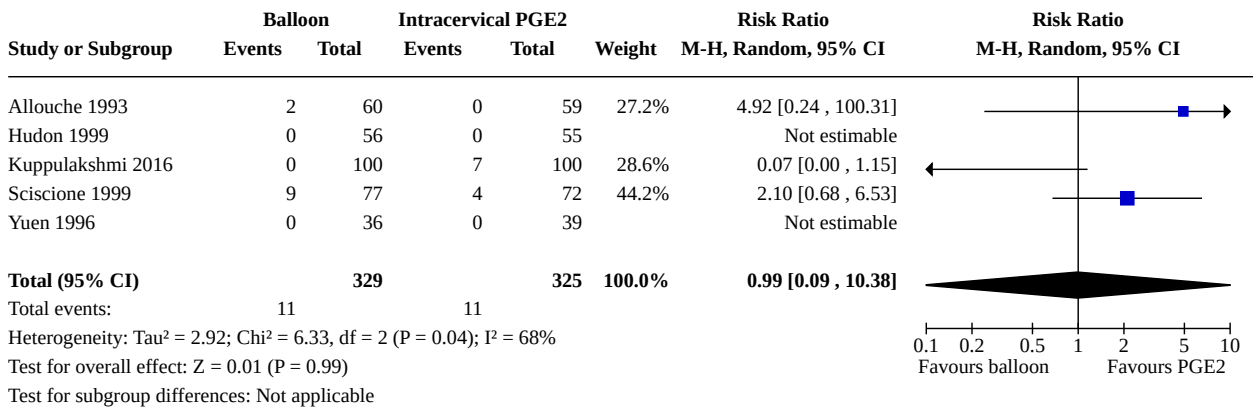 Balloon Intracervical PGE2 Risk Ratio Risk Ratio
Study or Subgroup Events Total Events Total Weight M-H, Random, 95% CI M-H, Random, 95% CI
Allouche 1993 2 60 0 59 27.2% 4.92 [0.24 , 100.31]
Hudon 1999 0 56 0 55 Not estimable
Kuppulakshmi 2016 0 100 7 100 28.6% 0.07 [0.00 , 1.15]
Sciscione 1999 9 77 4 72 44.2% 2.10 [0.68 , 6.53]
Yuen 1996 0 36 0 39 Not estimable
Total (95% CI) 329 325 100.0% 0.99 [0.09 , 10.38]
Total events: 11 11
Heterogeneity: Tau² = 2.92; Chi² = 6.33, df = 2 (P = 0.04); I² = 68%
0.1 0.2 0.5 1 2 5 10
Test for overall effect: Z = 0.01 (P = 0.99) Favours balloon Favours PGE2
Test for subgroup differences: Not applicable